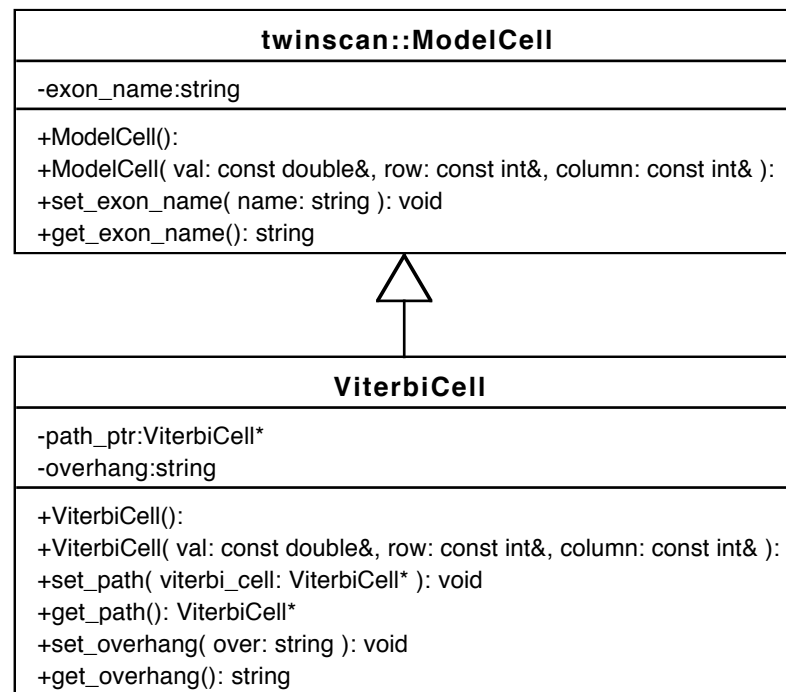 twinscan::ModelCell
-exon_name:string
+ModelCell():
+ModelCell( val: const double&, row: const int&, column: const int& ):
+set_exon_name( name: string ): void
+get_exon_name(): string
ViterbiCell
-path_ptr:ViterbiCell*
-overhang:string
+ViterbiCell():
+ViterbiCell( val: const double&, row: const int&, column: const int& ):
+set_path( viterbi_cell: ViterbiCell* ): void
+get_path(): ViterbiCell*
+set_overhang( over: string ): void
+get_overhang(): string